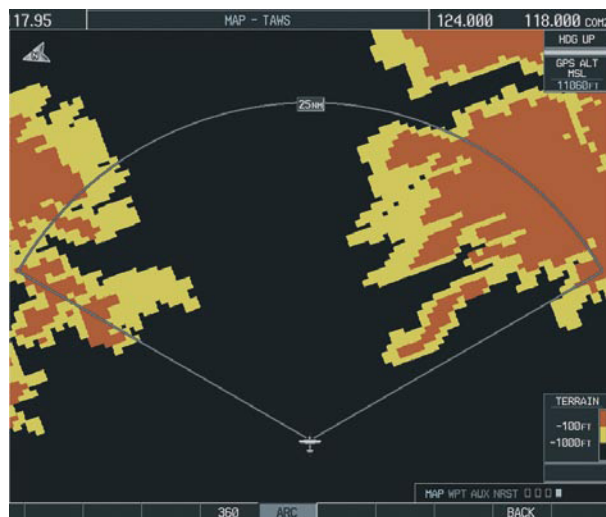 17.95 MAP – TAWS 124.000 118.000 COM2
HDG UP
N
GPS ALT
MSL
11060FT
25NM
TERRAIN
-100FT
-1000FT
MAP WPT AUX NRST
360 ARC BACK